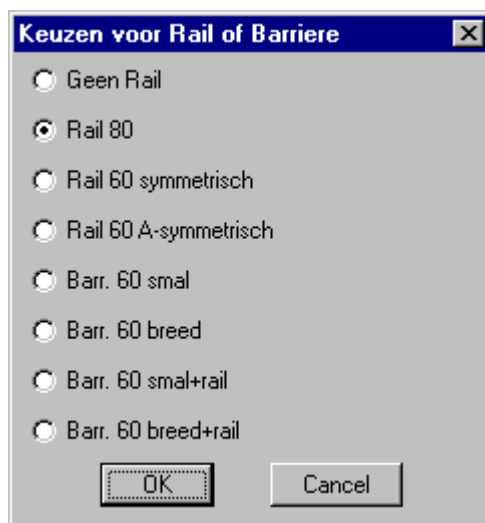 Keuzen voor Rail of Barriere
Geen Rail
Rail 80
Rail 60 symmetrisch
Rail 60 A-symmetrisch
Barr. 60 smal
Barr. 60 breed
Barr. 60 smal+rail
Barr. 60 breed+rail
OK Cancel